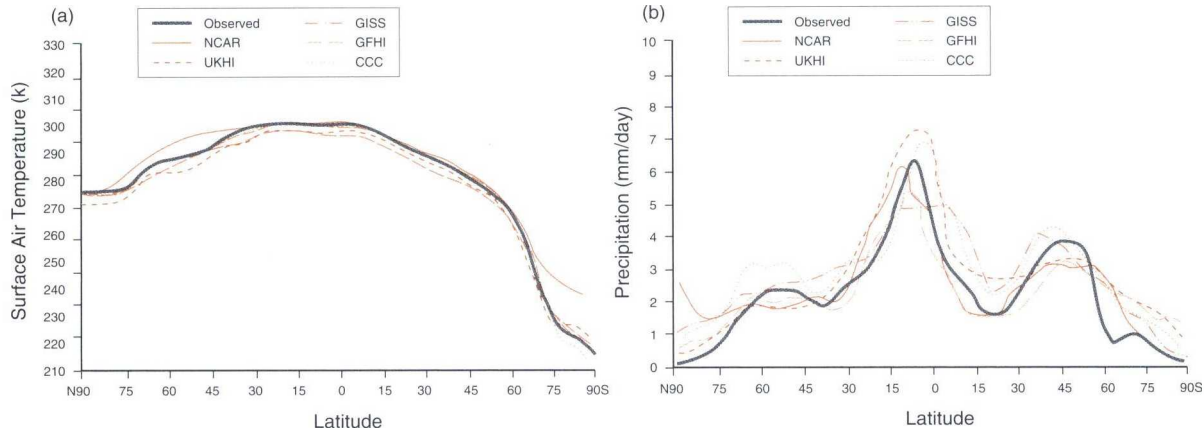 (a)
Observed
NCAR
UKHI
GISS
GFHI
CCC
330
320
310
300
290
280
270
260
250
240
230
220
210
Surface Air Temperature (k)
N90 75 60 45 30 15 0 15 30 45 60 75 90S
Latitude
(b)
Observed
NCAR
UKHI
GISS
GFHI
CCC
10
9
8
7
6
5
4
3
2
1
0
Precipitation (mm/day)
N90 75 60 45 30 15 0 15 30 45 60 75 90S
Latitude